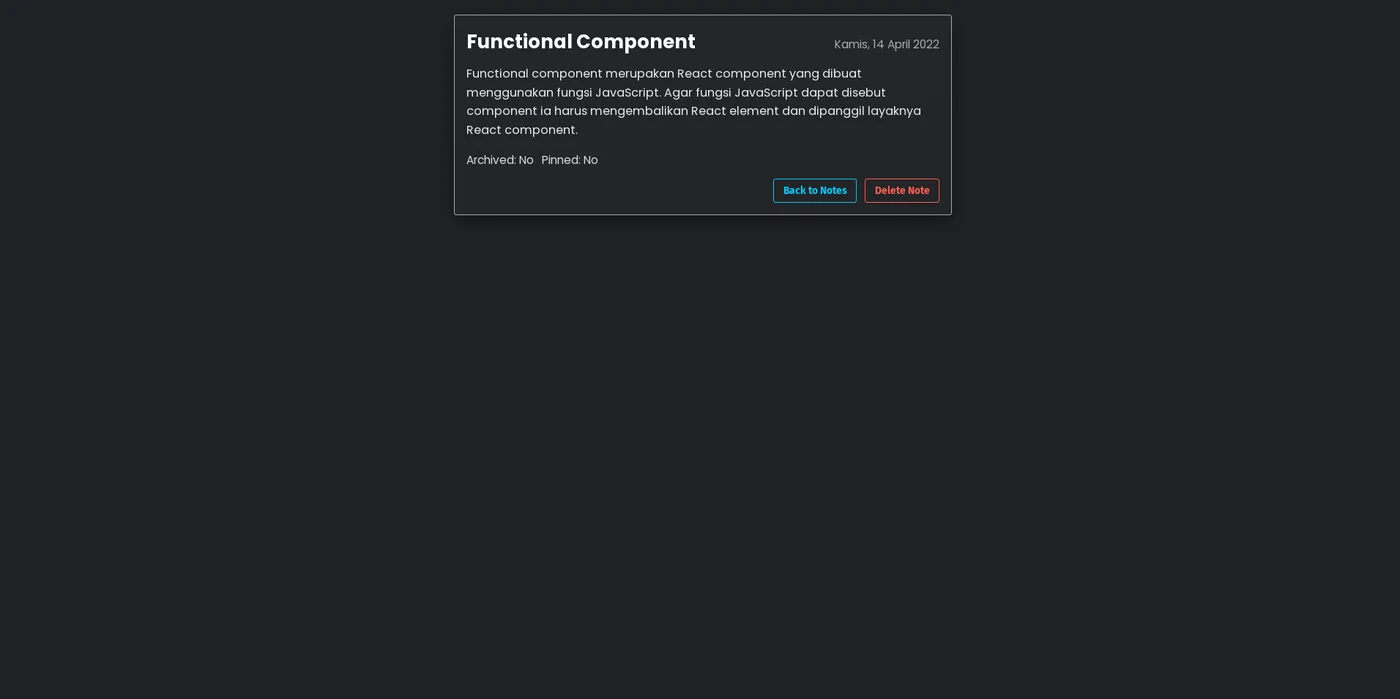 Functional Component
Kamis, 14 April 2022
Functional component merupakan React component yang dibuat
menggunakan fungsi JavaScript. Agar fungsi JavaScript dapat disebut
component ia harus mengembalikan React element dan dipanggil layaknya
React component.
Archived: No Pinned: No
Back to Notes Delete Note